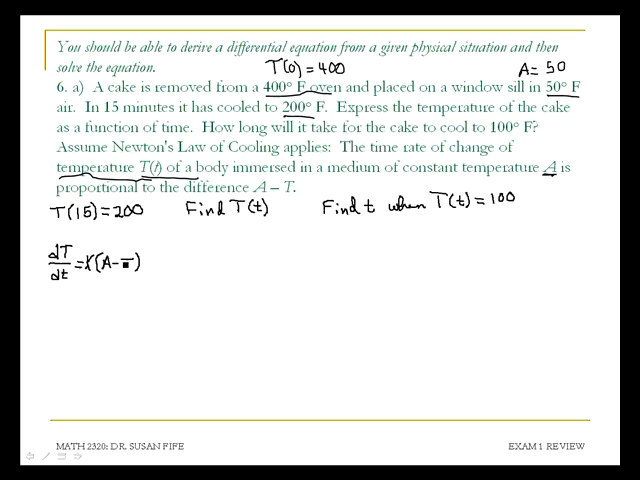 You should be able to derive a differential equation from a given physical situation and then
solve the equation.
T(0) = 400
A = 50
6. a) A cake is removed from a 400° F oven and placed on a window sill in 50° F
air. In 15 minutes it has cooled to 200° F. Express the temperature of the cake
as a function of time. How long will it take for the cake to cool to 100° F?
Assume Newton's Law of Cooling applies: The time rate of change of
temperature T(t) of a body immersed in a medium of constant temperature A is
proportional to the difference A – T.
T(15) = 200 Find T(t) Find t when T(t) = 100
dT/dt = k(A-T)
MATH 2320: DR. SUSAN FIFE
EXAM 1 REVIEW